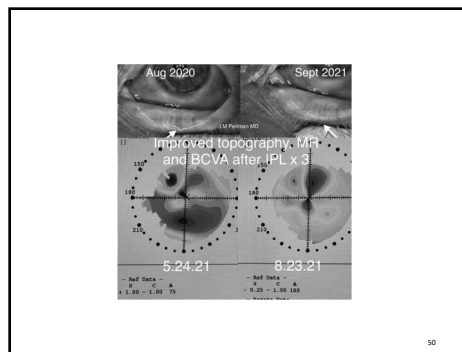 Aug 2020
Sept 2021
LM Periman MD
Improved topography, MR
and BCVA after IPL x 3
[]
150
150
180
180
210
210
5.24.21
8.23.21
- Ref Data -
- Ref Data -
S C A
S C A
+ 1.00 - 1.00 75
- 0.25 - 1.00 180
50